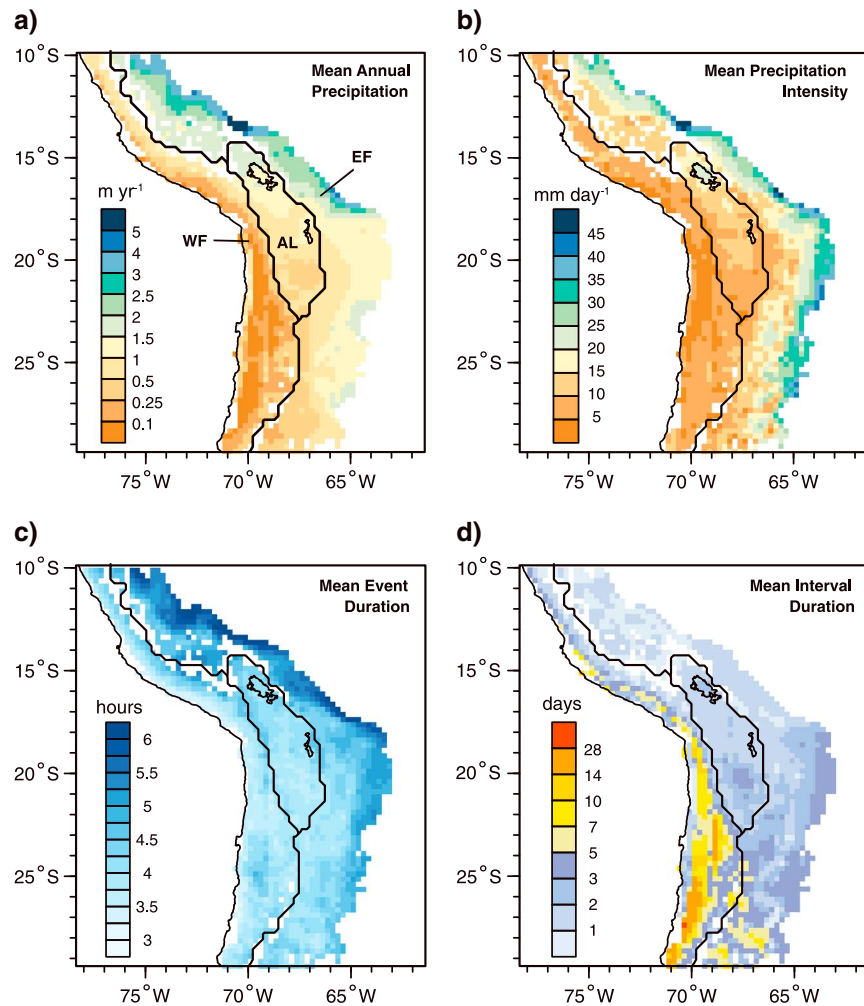 a)
10°S
15°S
20°S
25°S
Mean Annual
Precipitation
EF
WF
AL
m yr⁻¹
5
4
3
2.5
2
1.5
1
0.5
0.25
0.1
75°W
70°W
65°W
b)
10°S
15°S
20°S
25°S
Mean Precipitation
Intensity
mm day⁻¹
45
40
35
30
25
20
15
10
5
75°W
70°W
65°W
c)
10°S
15°S
20°S
25°S
Mean Event
Duration
hours
6
5.5
5
4.5
4
3.5
3
75°W
70°W
65°W
d)
10°S
15°S
20°S
25°S
Mean Interval
Duration
days
28
14
10
7
5
3
2
1
75°W
70°W
65°W